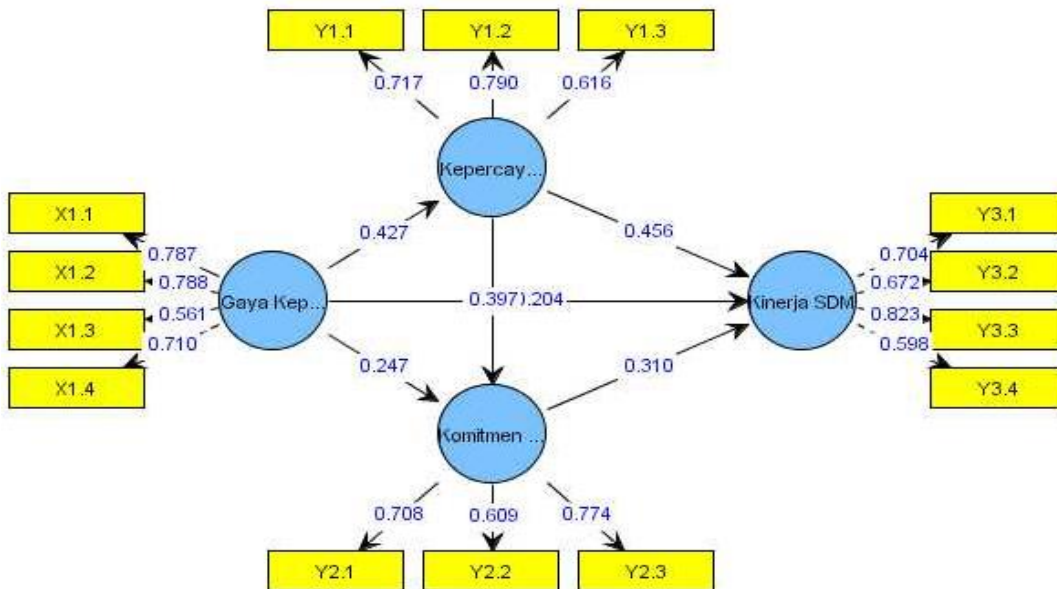 Y1.1 Y1.2 Y1.3
0.717 0.790 0.616
Kepercay...
X1.1 Y3.1
0.427 0.456
0.787 0.704
X1.2 Y3.2
0.788 0.672
Gaya Kep... 0.397 0.204 Kinerja SDM
0.561 0.823
X1.3 Y3.3
0.710 0.598
0.247 0.310
X1.4 Y3.4
Komitmen ...
0.708 0.609 0.774
Y2.1 Y2.2 Y2.3